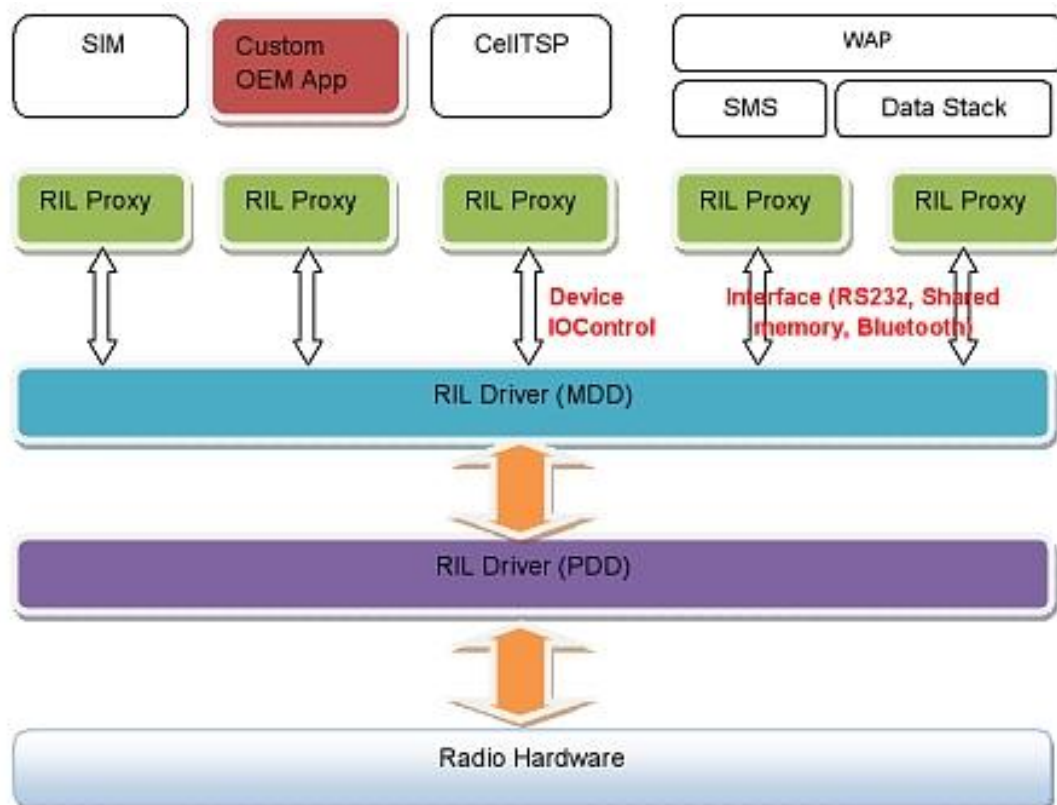 SIM
Custom
OEM App
CellTSP
WAP
SMS
Data Stack
RIL Proxy
RIL Proxy
RIL Proxy
RIL Proxy
RIL Proxy
Device
IOControl
Interface (RS232, Shared
memory, Bluetooth)
RIL Driver (MDD)
RIL Driver (PDD)
Radio Hardware